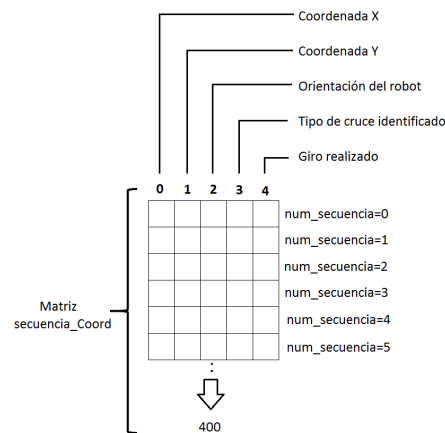 Coordenada X
Coordenada Y
Orientación del robot
Tipo de cruce identificado
Giro realizado
0 1 2 3 4
num_secuencia=0
num_secuencia=1
num_secuencia=2
num_secuencia=3
num_secuencia=4
num_secuencia=5
Matriz
secuencia_Coord
400